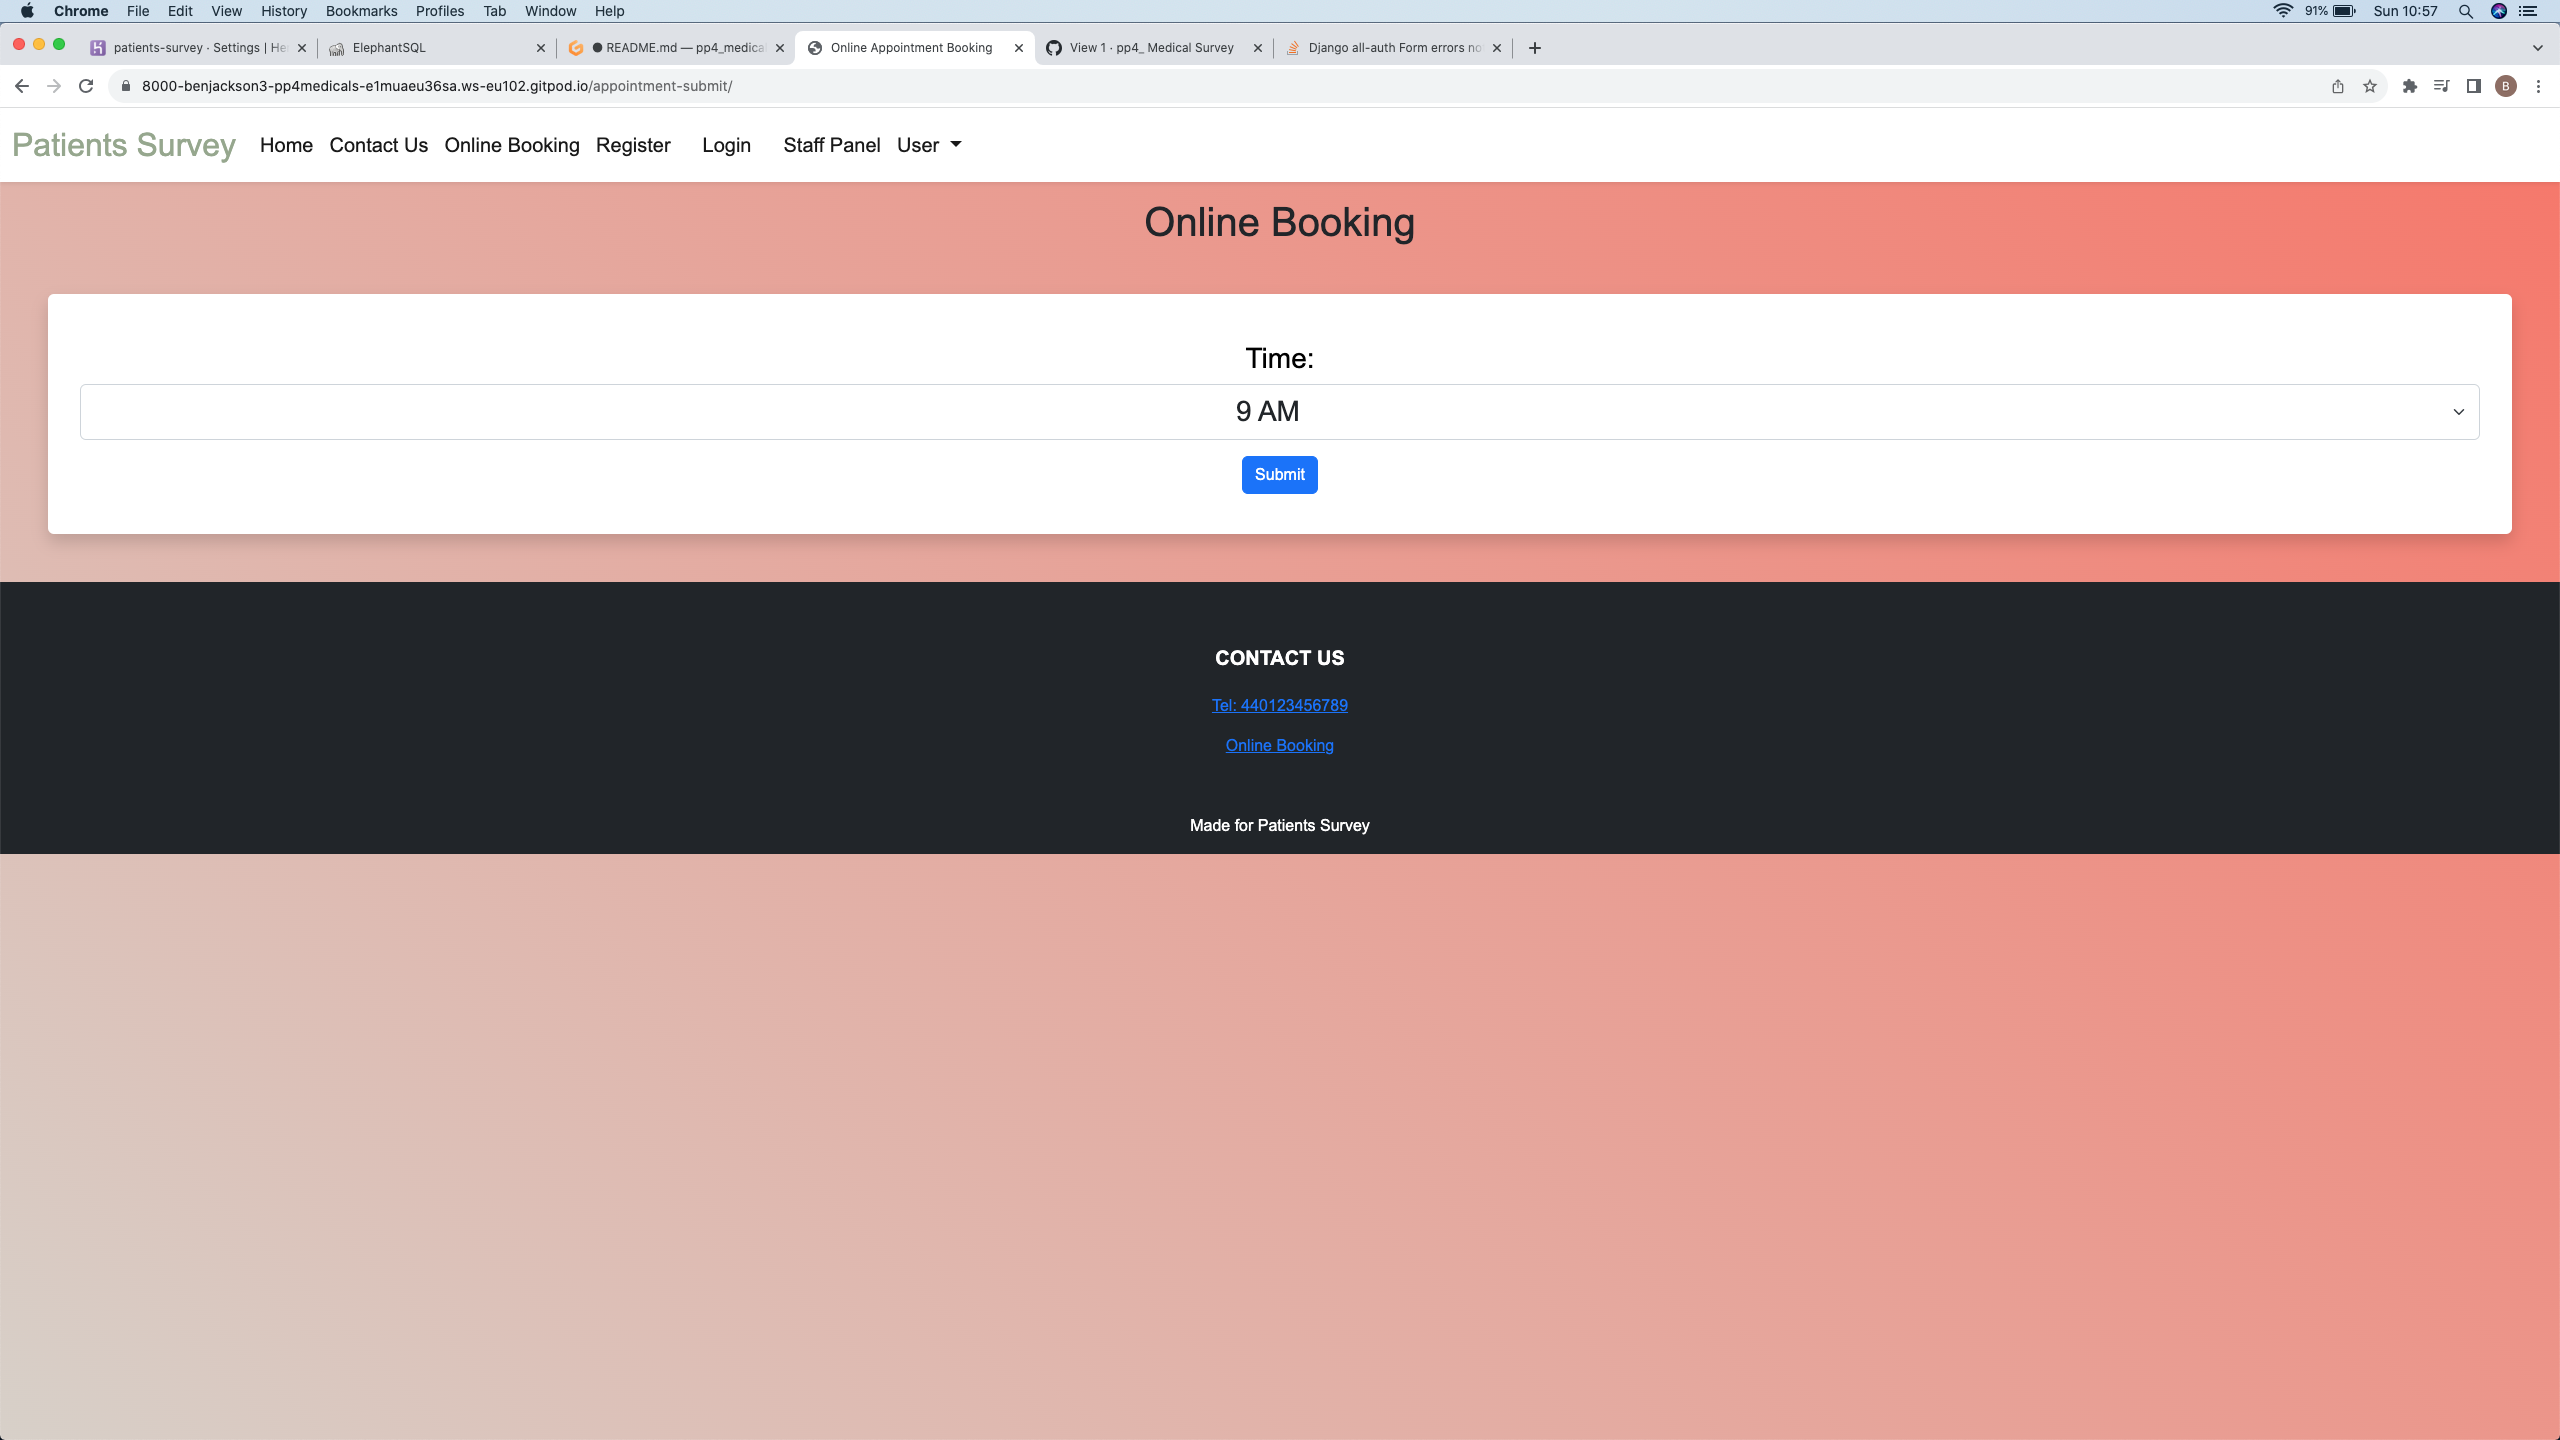 Chrome File Edit View History Bookmarks Profiles Tab Window Help 91% Sun 10:57
patients-survey · Settings | He ElephantSQL README.md — pp4_medica Online Appointment Booking View 1 · pp4_ Medical Survey Django all-auth Form errors no
8000-benjackson3-pp4medicals-e1muaeu36sa.ws-eu102.gitpod.io/appointment-submit/ B
Patients Survey Home Contact Us Online Booking Register Login Staff Panel User
Online Booking
Time:
9 AM
Submit
CONTACT US
Tel: 440123456789
Online Booking
Made for Patients Survey